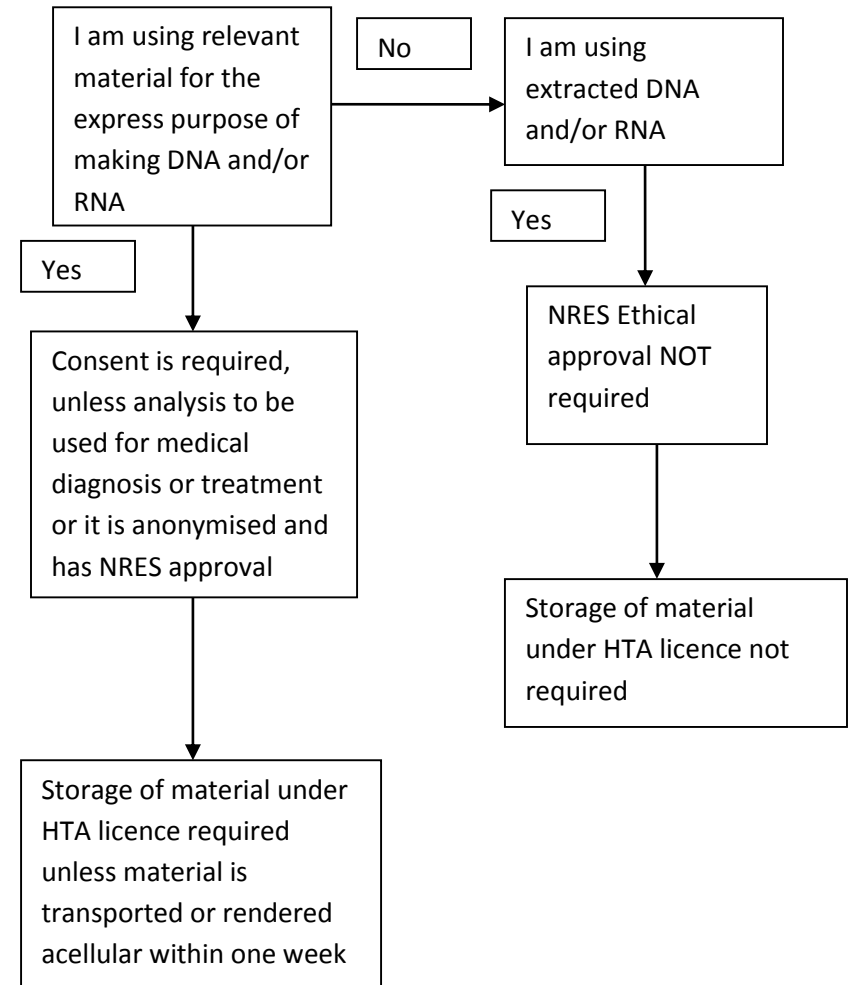 I am using relevant
material for the
express purpose of
making DNA and/or
RNA
No
I am using
extracted DNA
and/or RNA
Yes
Yes
NRES Ethical
approval NOT
required
Consent is required,
unless analysis to be
used for medical
diagnosis or treatment
or it is anonymised and
has NRES approval
Storage of material
under HTA licence not
required
Storage of material under
HTA licence required
unless material is
transported or rendered
acellular within one week